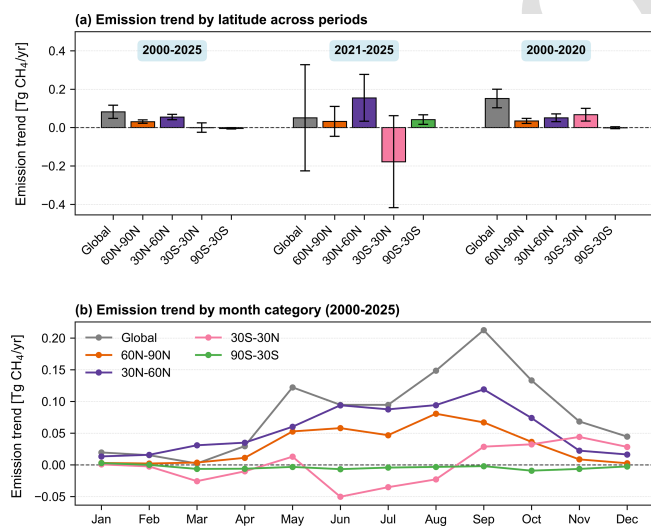 (a) Emission trend by latitude across periods
Emission trend [Tg CH₄/yr]
0.4
0.2
0.0
−0.2
−0.4
2000-2025
2021-2025
2000-2020
Global
60N-90N
30N-60N
30S-30N
90S-30S
Global
60N-90N
30N-60N
30S-30N
90S-30S
Global
60N-90N
30N-60N
30S-30N
90S-30S
(b) Emission trend by month category (2000-2025)
Emission trend [Tg CH₄/yr]
0.20
0.15
0.10
0.05
0.00
−0.05
Global
60N-90N
30N-60N
30S-30N
90S-30S
Jan Feb Mar Apr May Jun Jul Aug Sep Oct Nov Dec